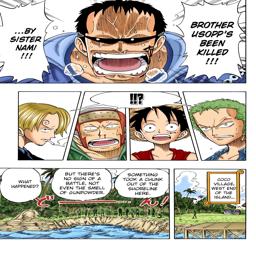 BROTHER
USOPP'S
BEEN
KILLED
!!!
...BY
SISTER
NAMI
!!!
!!?
COCO
VILLAGE,
WEST END
OF THE
ISLAND...
SOMETHING
TOOK A CHUNK
OUT OF THE
SHORELINE
HERE.
BUT THERE'S
NO SIGN OF A
BATTLE, NOT
EVEN THE SMELL
OF GUNPOWDER.
WHAT
HAPPENED?